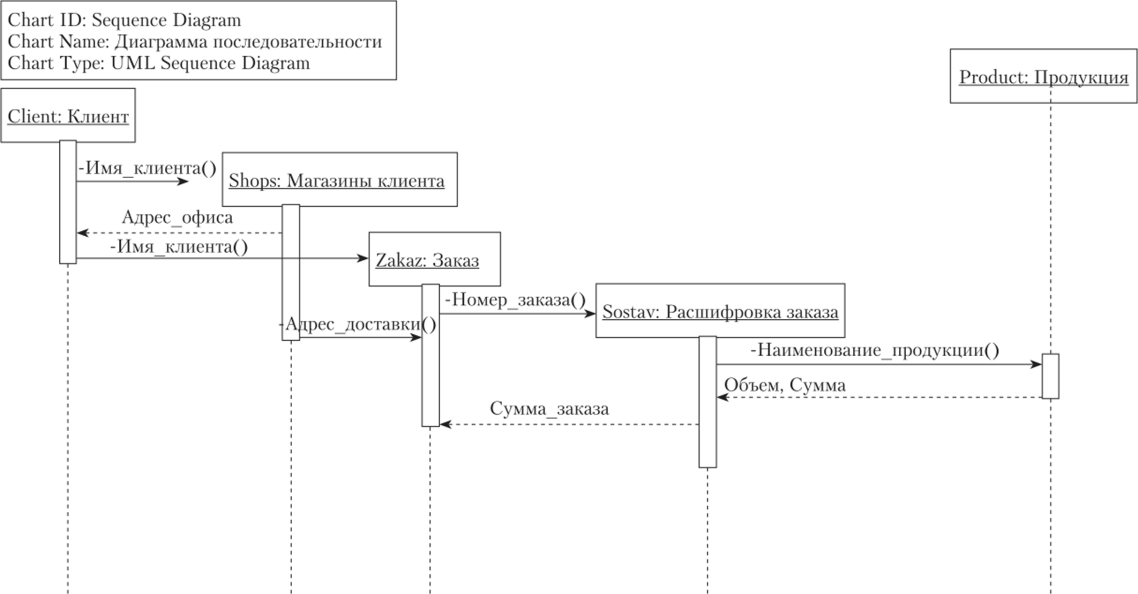 Chart ID: Sequence Diagram
Chart Name: Диаграмма последовательности
Chart Type: UML Sequence Diagram
Product: Продукция
Client: Клиент
-Имя_клиента()
Shops: Магазины клиента
Адрес_офиса
-Имя_клиента()
Zakaz: Заказ
-Номер_заказа()
Sostav: Расшифровка заказа
-Адрес_доставки()
-Наименование_продукции()
Объем, Сумма
Сумма_заказа